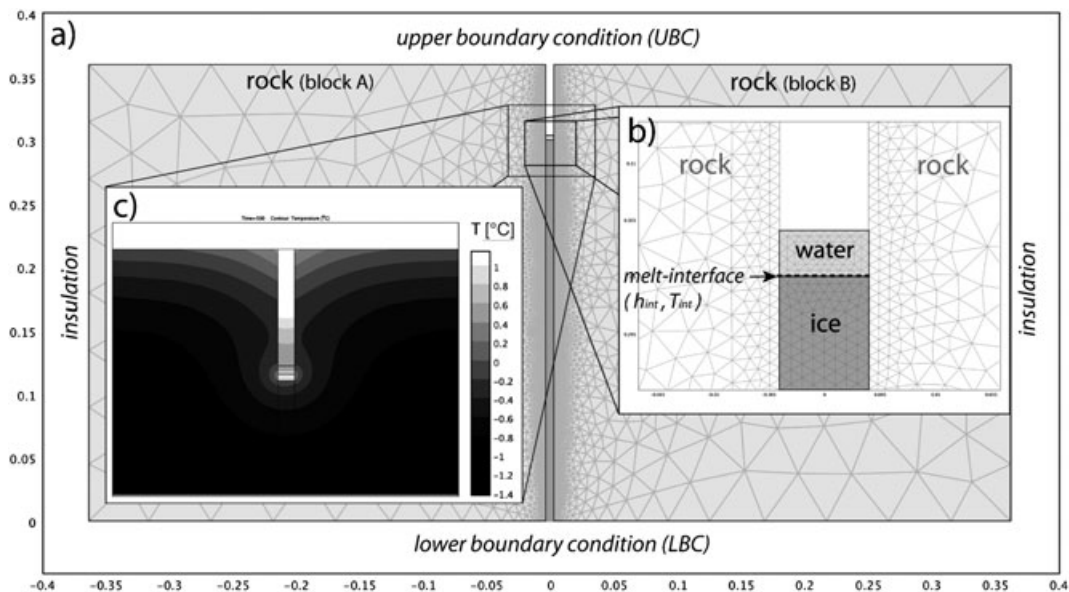 a)
upper boundary condition (UBC)
rock (block A)
rock (block B)
b)
rock
rock
water
melt-interface
( hint , Tint )
ice
c)
Contour Temperature [°C]
T [°C]
1
0.8
0.6
0.4
0.2
0
−0.2
−0.4
−0.6
−0.8
−1
−1.2
−1.4
insulation
insulation
lower boundary condition (LBC)
0.4
0.35
0.3
0.25
0.2
0.15
0.1
0.05
0
−0.4 −0.35 −0.3 −0.25 −0.2 −0.15 −0.1 −0.05 0 0.05 0.1 0.15 0.2 0.25 0.3 0.35 0.4